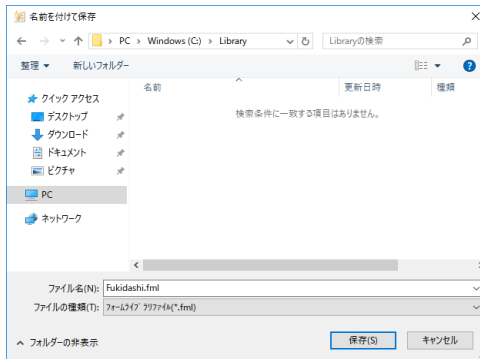 名前を付けて保存
PC › Windows (C:) › Library
Libraryの検索
整理 新しいフォルダー
名前 更新日時 種類
検索条件に一致する項目はありません。
クイック アクセス
デスクトップ
ダウンロード
ドキュメント
ピクチャ
PC
ネットワーク
ファイル名(N): Fukidashi.fml
ファイルの種類(T): フォームライブラリファイル(*.fml)
フォルダーの非表示
保存(S) キャンセル